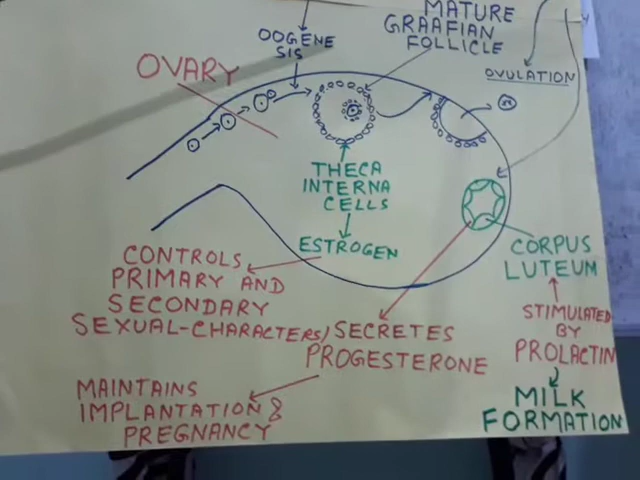 MATURE
GRAAFIAN
FOLLICLE
OOGENE
SIS
OVARY
OVULATION
THECA
INTERNA
CELLS
ESTROGEN
CONTROLS
PRIMARY AND
SECONDARY
SEXUAL-CHARACTERS/
CORPUS
LUTEUM
STIMULATED
BY
PROLACTIN
MILK
FORMATION
SECRETES
PROGESTERONE
MAINTAINS
IMPLANTATION &
PREGNANCY